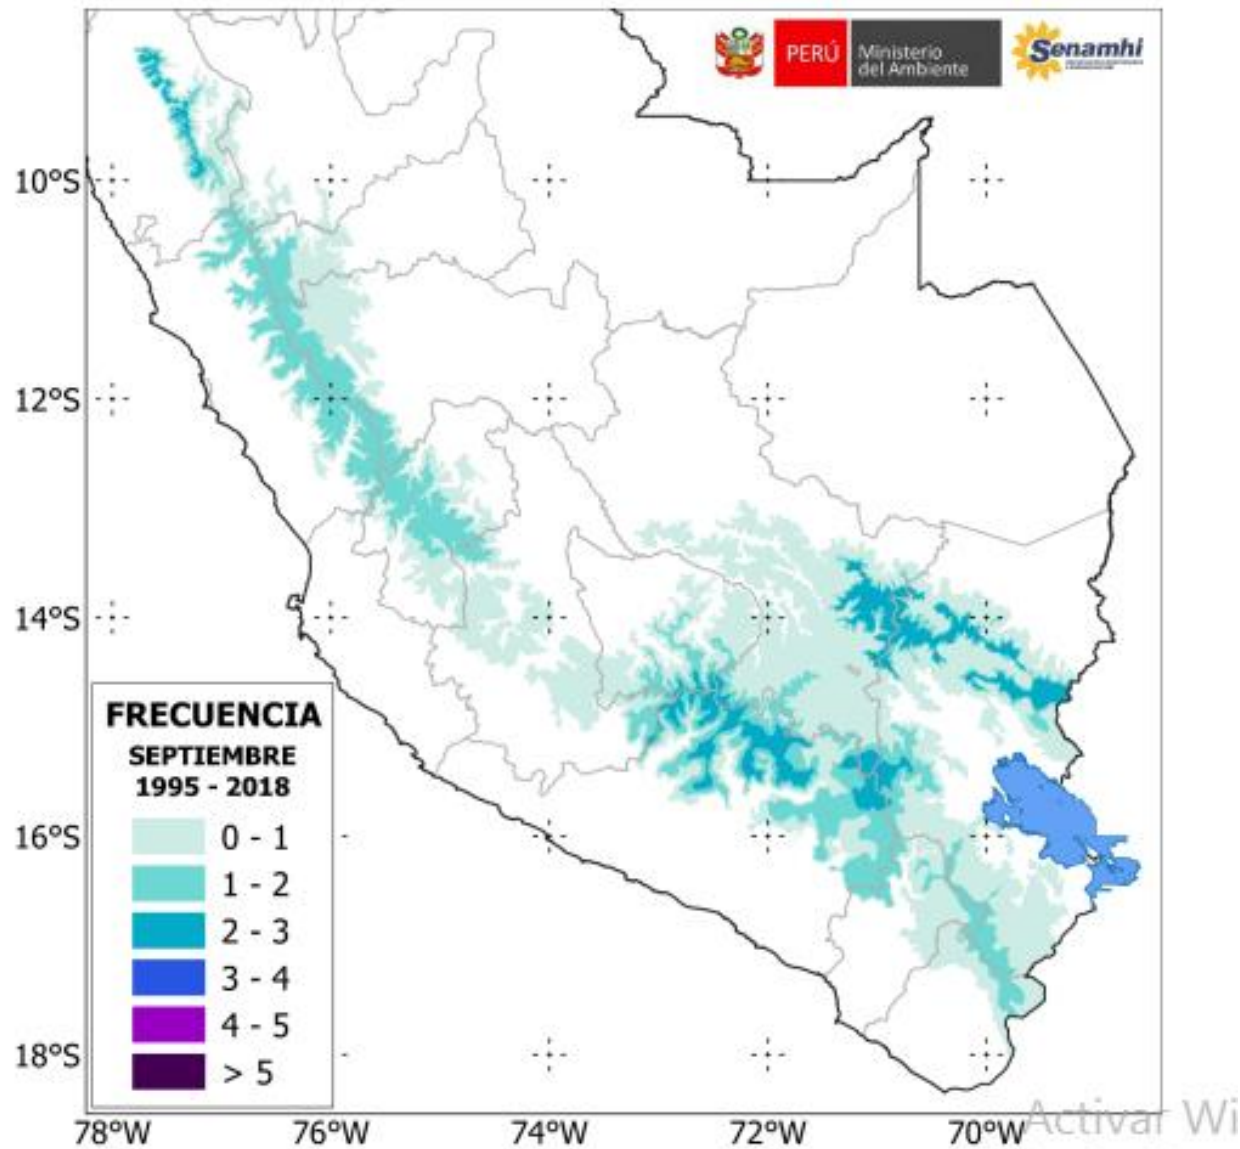 PERÚ
Ministerio
del Ambiente
Senamhi
10°S
12°S
14°S
16°S
18°S
FRECUENCIA
SEPTIEMBRE
1995 - 2018
0 - 1
1 - 2
2 - 3
3 - 4
4 - 5
> 5
78°W
76°W
74°W
72°W
70°W
Activar Wi